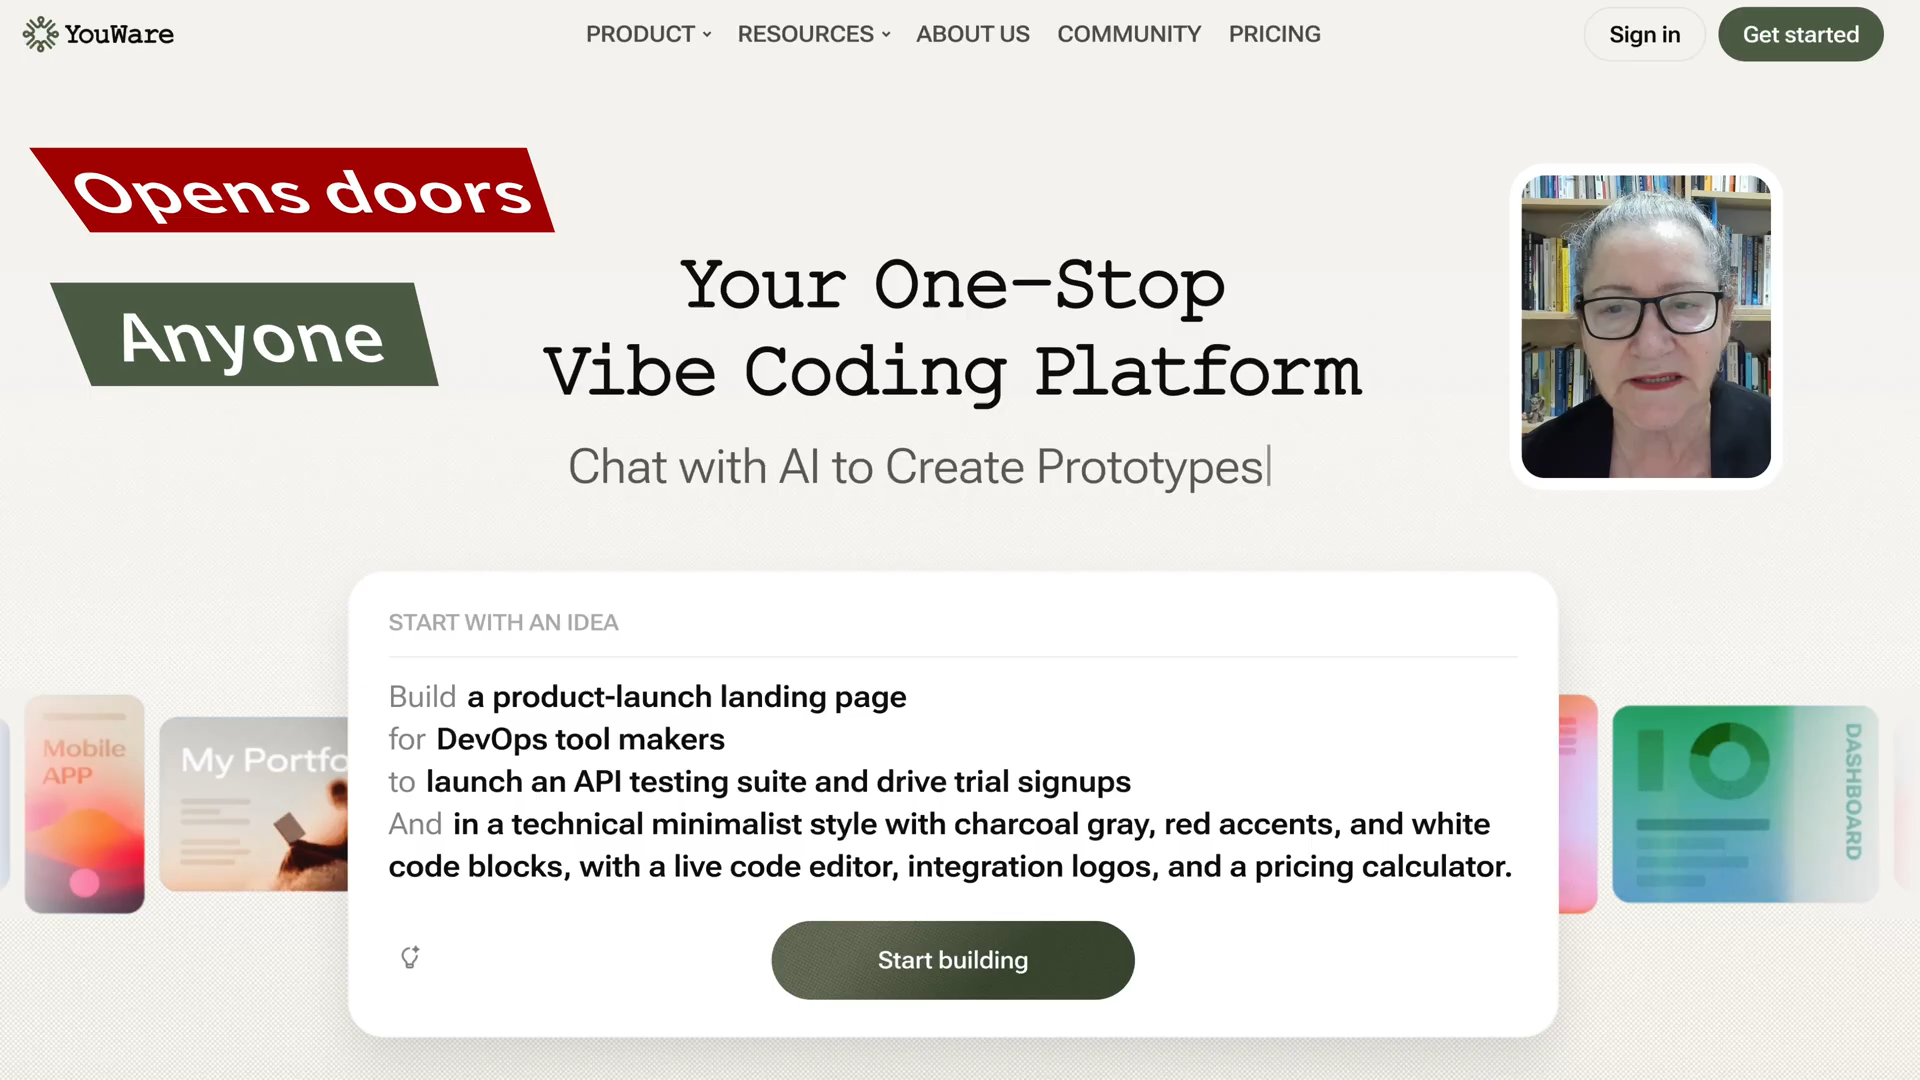 YouWare
PRODUCT
RESOURCES
ABOUT US
COMMUNITY
PRICING
Sign in
Get started
Opens doors
Anyone
Your One-Stop
Vibe Coding Platform
Chat with AI to Create Prototypes
START WITH AN IDEA
Build a product-launch landing page
for DevOps tool makers
to launch an API testing suite and drive trial signups
And in a technical minimalist style with charcoal gray, red accents, and white
code blocks, with a live code editor, integration logos, and a pricing calculator.
Start building
Mobile
APP
My Portfo
DASHBOARD